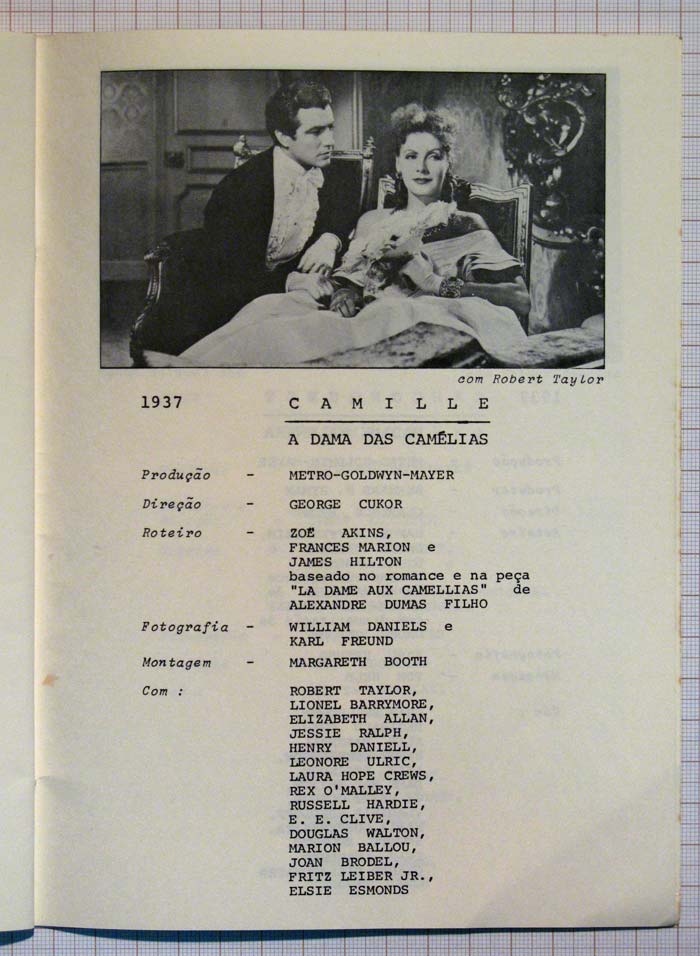 com Robert Taylor
1937 C A M I L L E
A DAMA DAS CAMÉLIAS
Produção - METRO-GOLDWYN-MAYER
Direção - GEORGE CUKOR
Roteiro - ZOË AKINS,
FRANCES MARION e
JAMES HILTON
baseado no romance e na peça
"LA DAME AUX CAMELLIAS" de
ALEXANDRE DUMAS FILHO
Fotografia - WILLIAM DANIELS e
KARL FREUND
Montagem - MARGARETH BOOTH
Com : ROBERT TAYLOR,
LIONEL BARRYMORE,
ELIZABETH ALLAN,
JESSIE RALPH,
HENRY DANIELL,
LEONORE ULRIC,
LAURA HOPE CREWS,
REX O'MALLEY,
RUSSELL HARDIE,
E. E. CLIVE,
DOUGLAS WALTON,
MARION BALLOU,
JOAN BRODEL,
FRITZ LEIBER JR.,
ELSIE ESMONDS